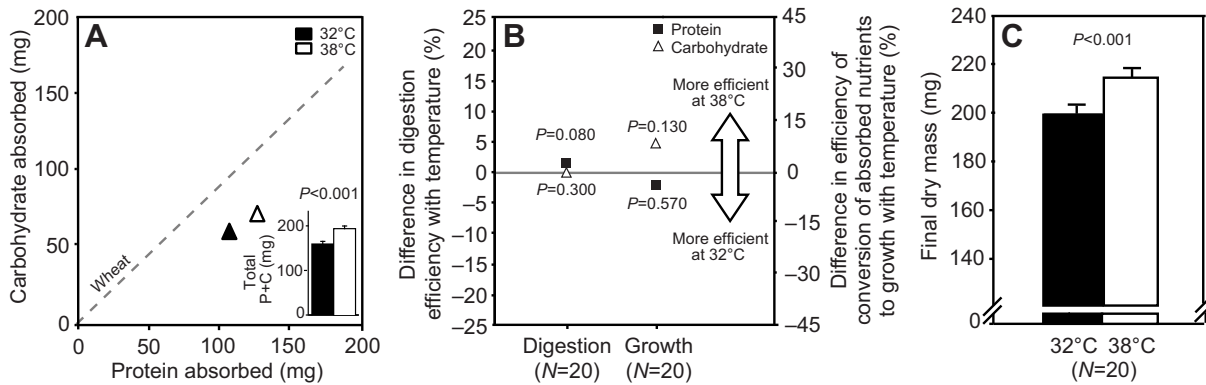 A
32°C
38°C
Carbohydrate absorbed (mg)
200
150
100
50
0
Wheat
P<0.001
Total
P+C (mg)
200
100
0
0 50 100 150 200
Protein absorbed (mg)
B
Protein
Carbohydrate
Difference in digestion
efficiency with temperature (%)
25
20
15
10
5
0
–5
–10
–15
–20
–25
P=0.080
P=0.130
P=0.300
P=0.570
More efficient
at 38°C
More efficient
at 32°C
45
30
15
0
–15
–30
–45
Difference in efficiency of
conversion of absorbed nutrients
to growth with temperature (%)
Digestion Growth
(N=20) (N=20)
C
P<0.001
Final dry mass (mg)
240
220
200
180
160
0
32°C 38°C
(N=20)